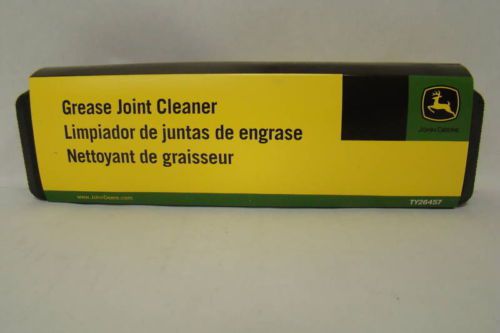 Grease Joint Cleaner
Limpiador de juntas de engrase
Nettoyant de graisseur
JOHN DEERE
www.JohnDeere.com
TY26457